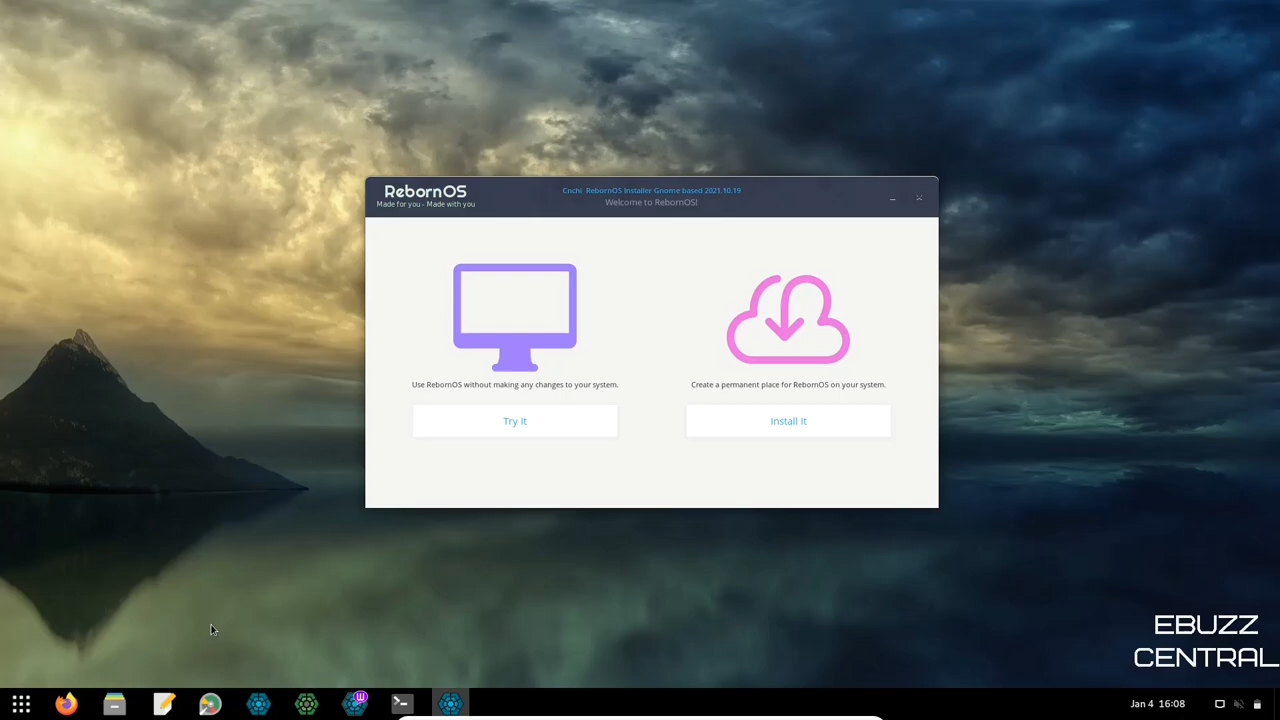 RebornOS
Made for you - Made with you
Cnchi RebornOS Installer Gnome based 2021.10.19
Welcome to RebornOS!
Use RebornOS without making any changes to your system.
Create a permanent place for RebornOS on your system.
Try It
Install It
EBUZZ
CENTRAL
W
Jan 4 16:08